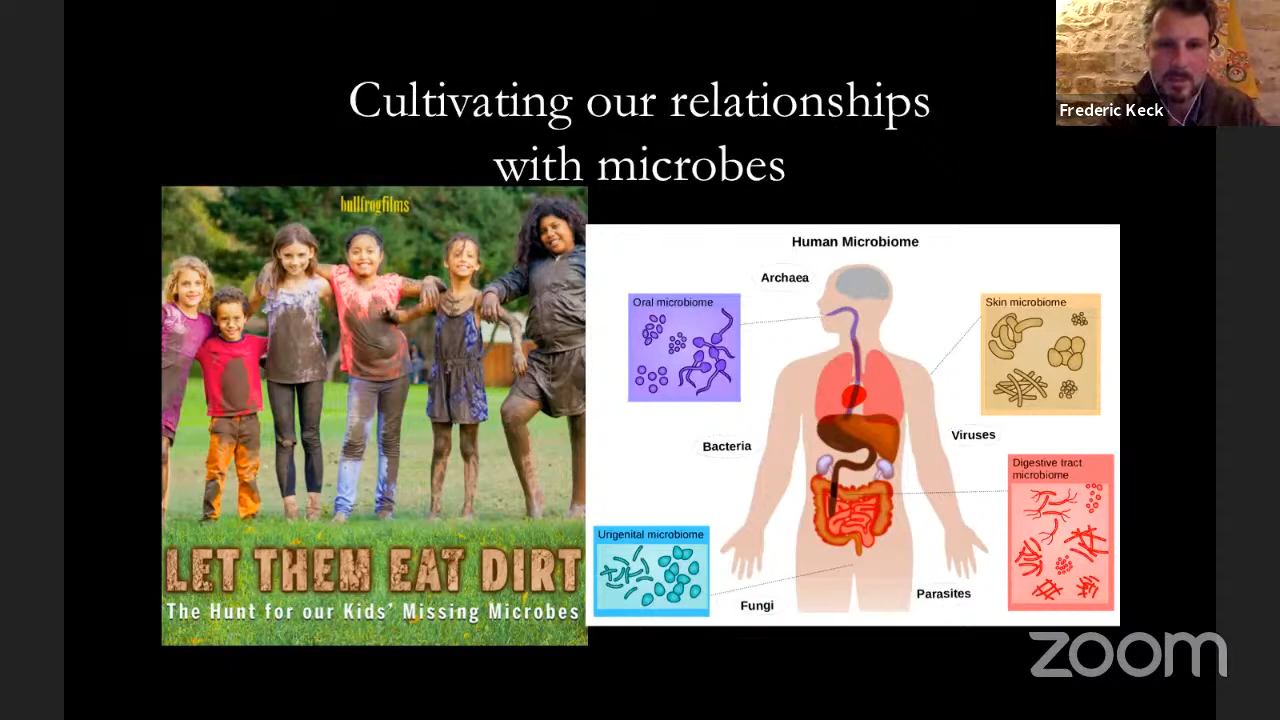 Cultivating our relationships
with microbes
Frederic Keck
bullfrogfilms
LET THEM EAT DIRT
The Hunt for our Kids' Missing Microbes
Human Microbiome
Archaea
Oral microbiome
Skin microbiome
Bacteria
Viruses
Digestive tract
microbiome
Urigenital microbiome
Fungi
Parasites
zoom